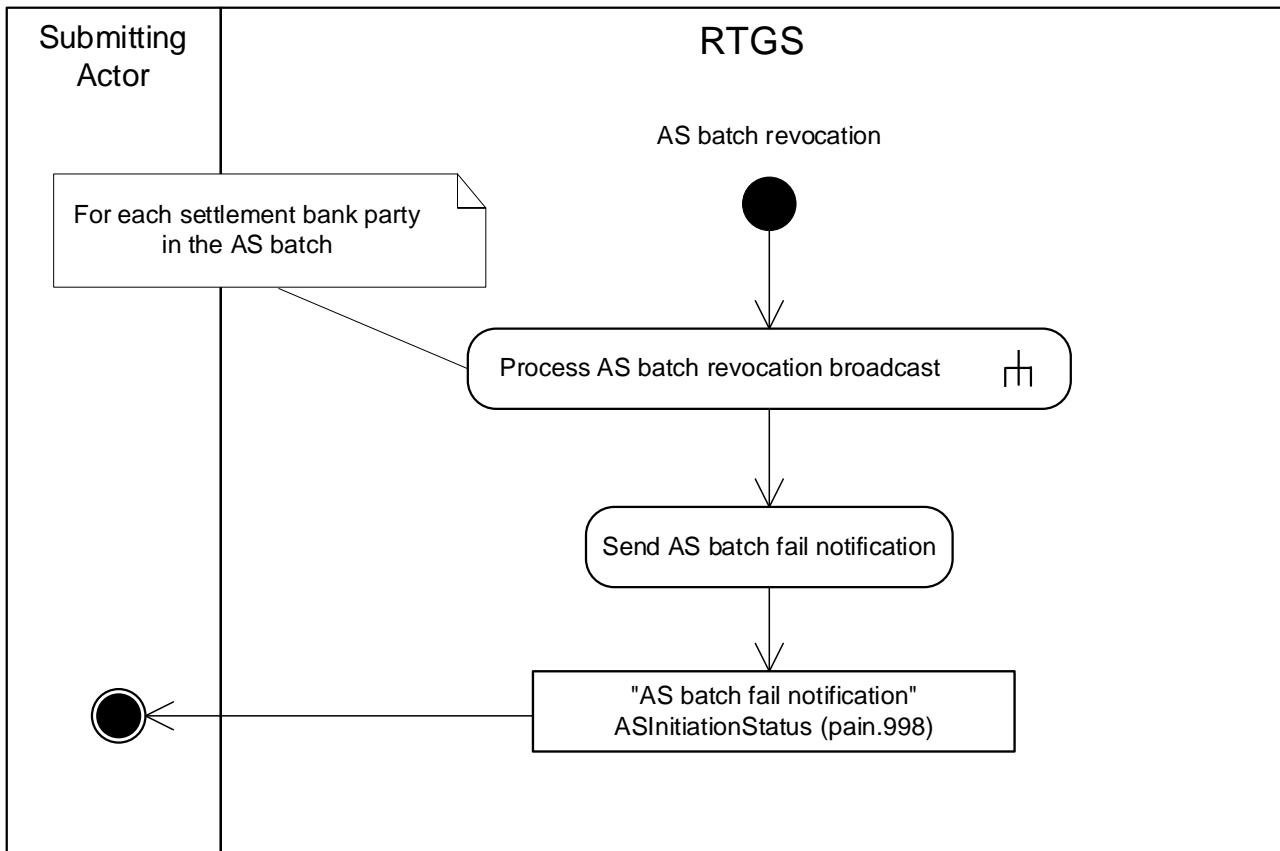 Submitting
Actor
RTGS
AS batch revocation
For each settlement bank party
in the AS batch
Process AS batch revocation broadcast
Send AS batch fail notification
"AS batch fail notification"
ASInitiationStatus (pain.998)